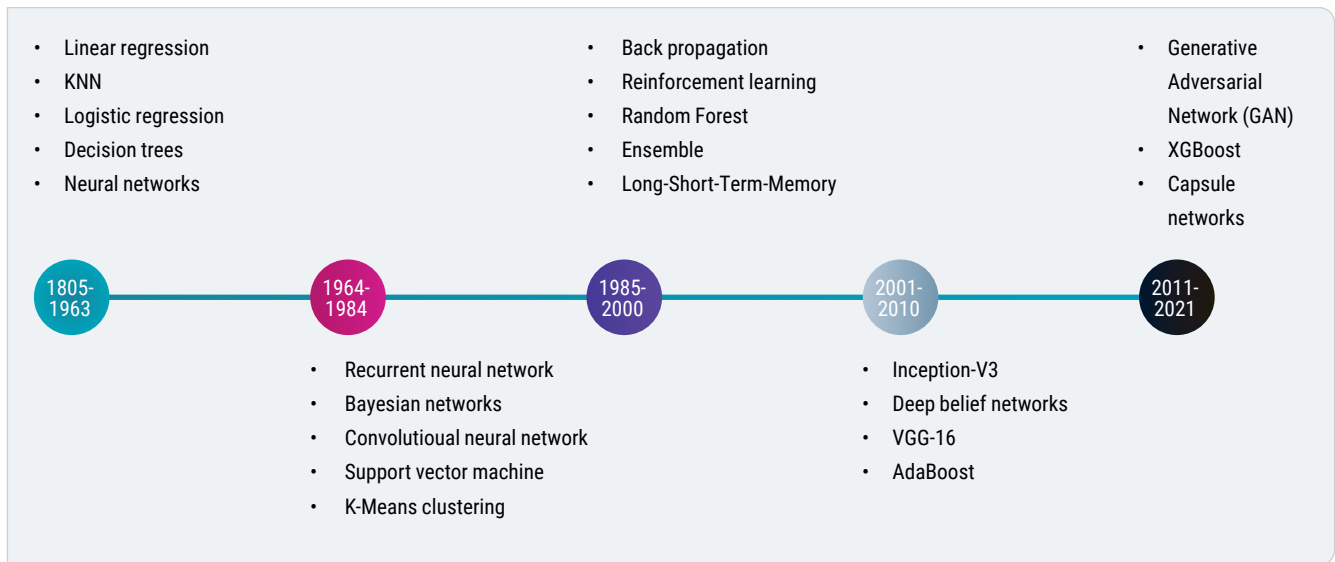 Linear regression
KNN
Logistic regression
Decision trees
Neural networks
Back propagation
Reinforcement learning
Random Forest
Ensemble
Long-Short-Term-Memory
Generative
Adversarial
Network (GAN)
XGBoost
Capsule
networks
1805-
1963
1964-
1984
1985-
2000
2001-
2010
2011-
2021
Recurrent neural network
Bayesian networks
Convolutioual neural network
Support vector machine
K-Means clustering
Inception-V3
Deep belief networks
VGG-16
AdaBoost